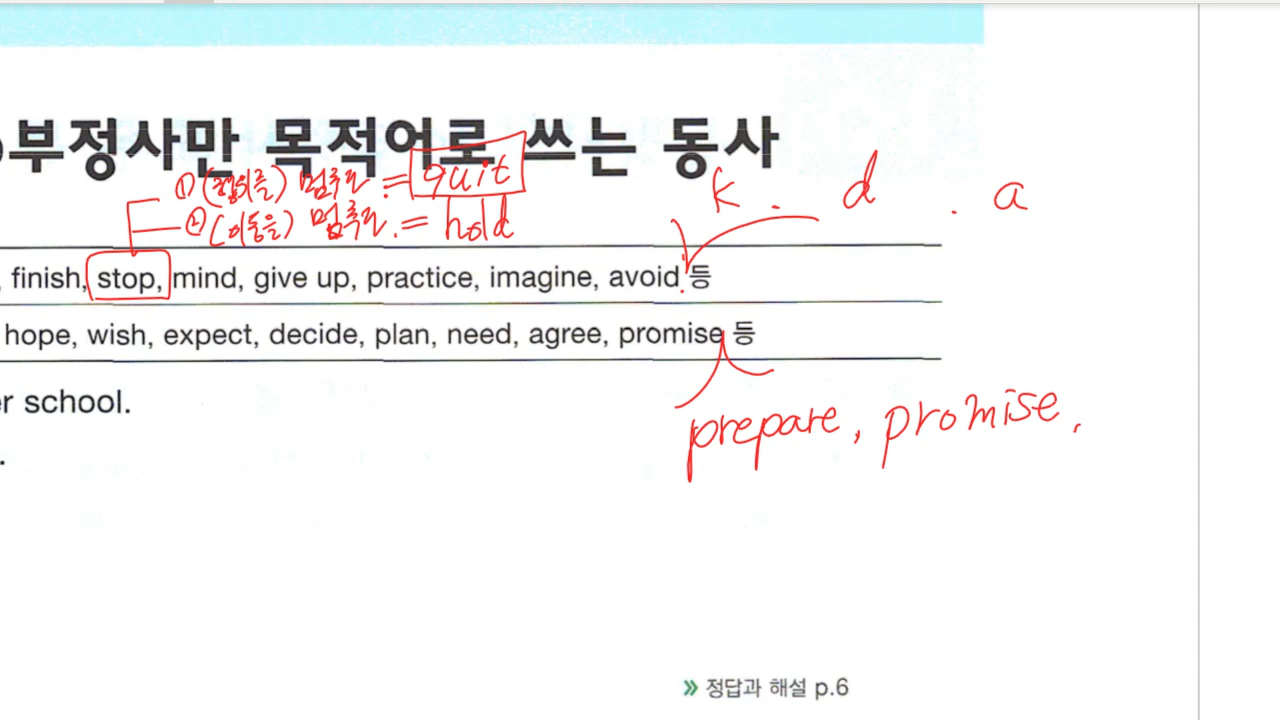 부정사만 목적어로 쓰는 동사
① (행위를) 멈추다 = quit
② (이동을) 멈추다. = hold
k . d . a
, finish, stop, mind, give up, practice, imagine, avoid 등
hope, wish, expect, decide, plan, need, agree, promise 등
er school.
prepare, promise,
.
정답과 해설 p.6